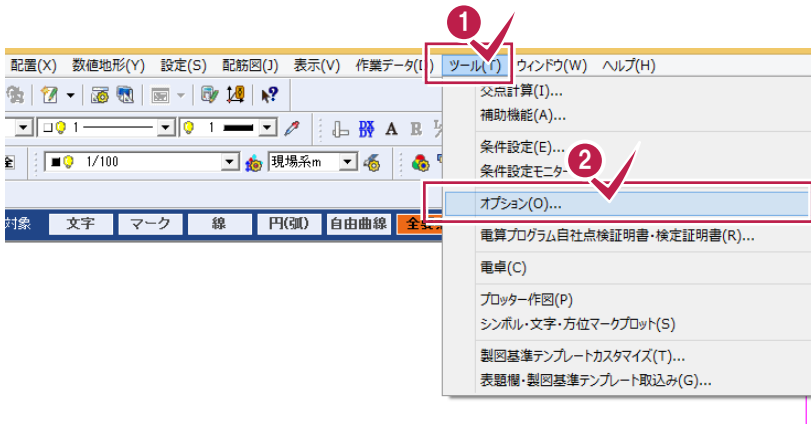 1
配置(X) 数値地形(Y) 設定(S) 配筋図(J) 表示(V) 作業データ( ) ツール(T) ウィンドウ(W) ヘルプ(H)
交点計算(I)...
補助機能(A)...
1 1 A B
条件設定(E)...
2
1/100 現場系m
条件設定モニター
オプション(O)...
対象 文字 マーク 線 円(弧) 自由曲線
電算プログラム自社点検証明書・検定証明書(R)...
電卓(C)
プロッター作図(P)
シンボル・文字・方位マークプロット(S)
製図基準テンプレートカスタマイズ(T)...
表題欄・製図基準テンプレート取込み(G)...